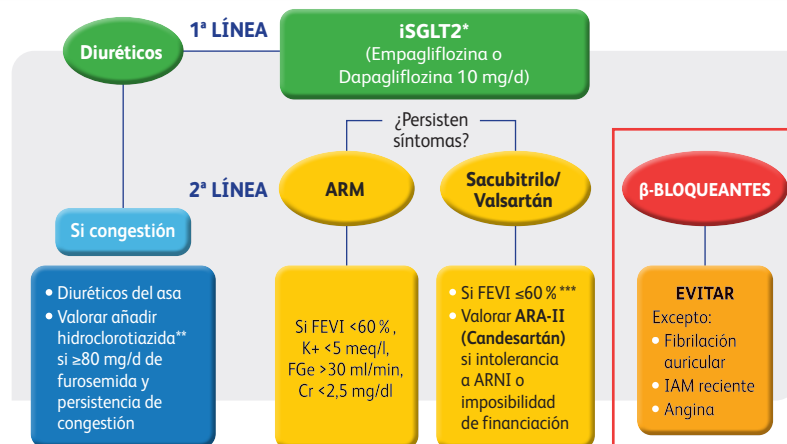 1ª LÍNEA
Diuréticos
iSGLT2*
(Empagliflozina o
Dapagliflozina 10 mg/d)
¿Persisten
síntomas?
2ª LÍNEA
ARM
Sacubitrilo/
Valsartán
β-BLOQUEANTES
Si congestión
• Diuréticos del asa
• Valorar añadir
hidroclorotiazida**
si ≥80 mg/d de
furosemida y
persistencia de
congestión
Si FEVI <60 %,
K+ <5 meq/l,
FGe >30 ml/min,
Cr <2,5 mg/dl
• Si FEVI ≤60 % ***
• Valorar ARA-II
(Candesartán)
si intolerancia
a ARNI o
imposibilidad
de financiación
EVITAR
Excepto:
• Fibrilación
auricular
• IAM reciente
• Angina